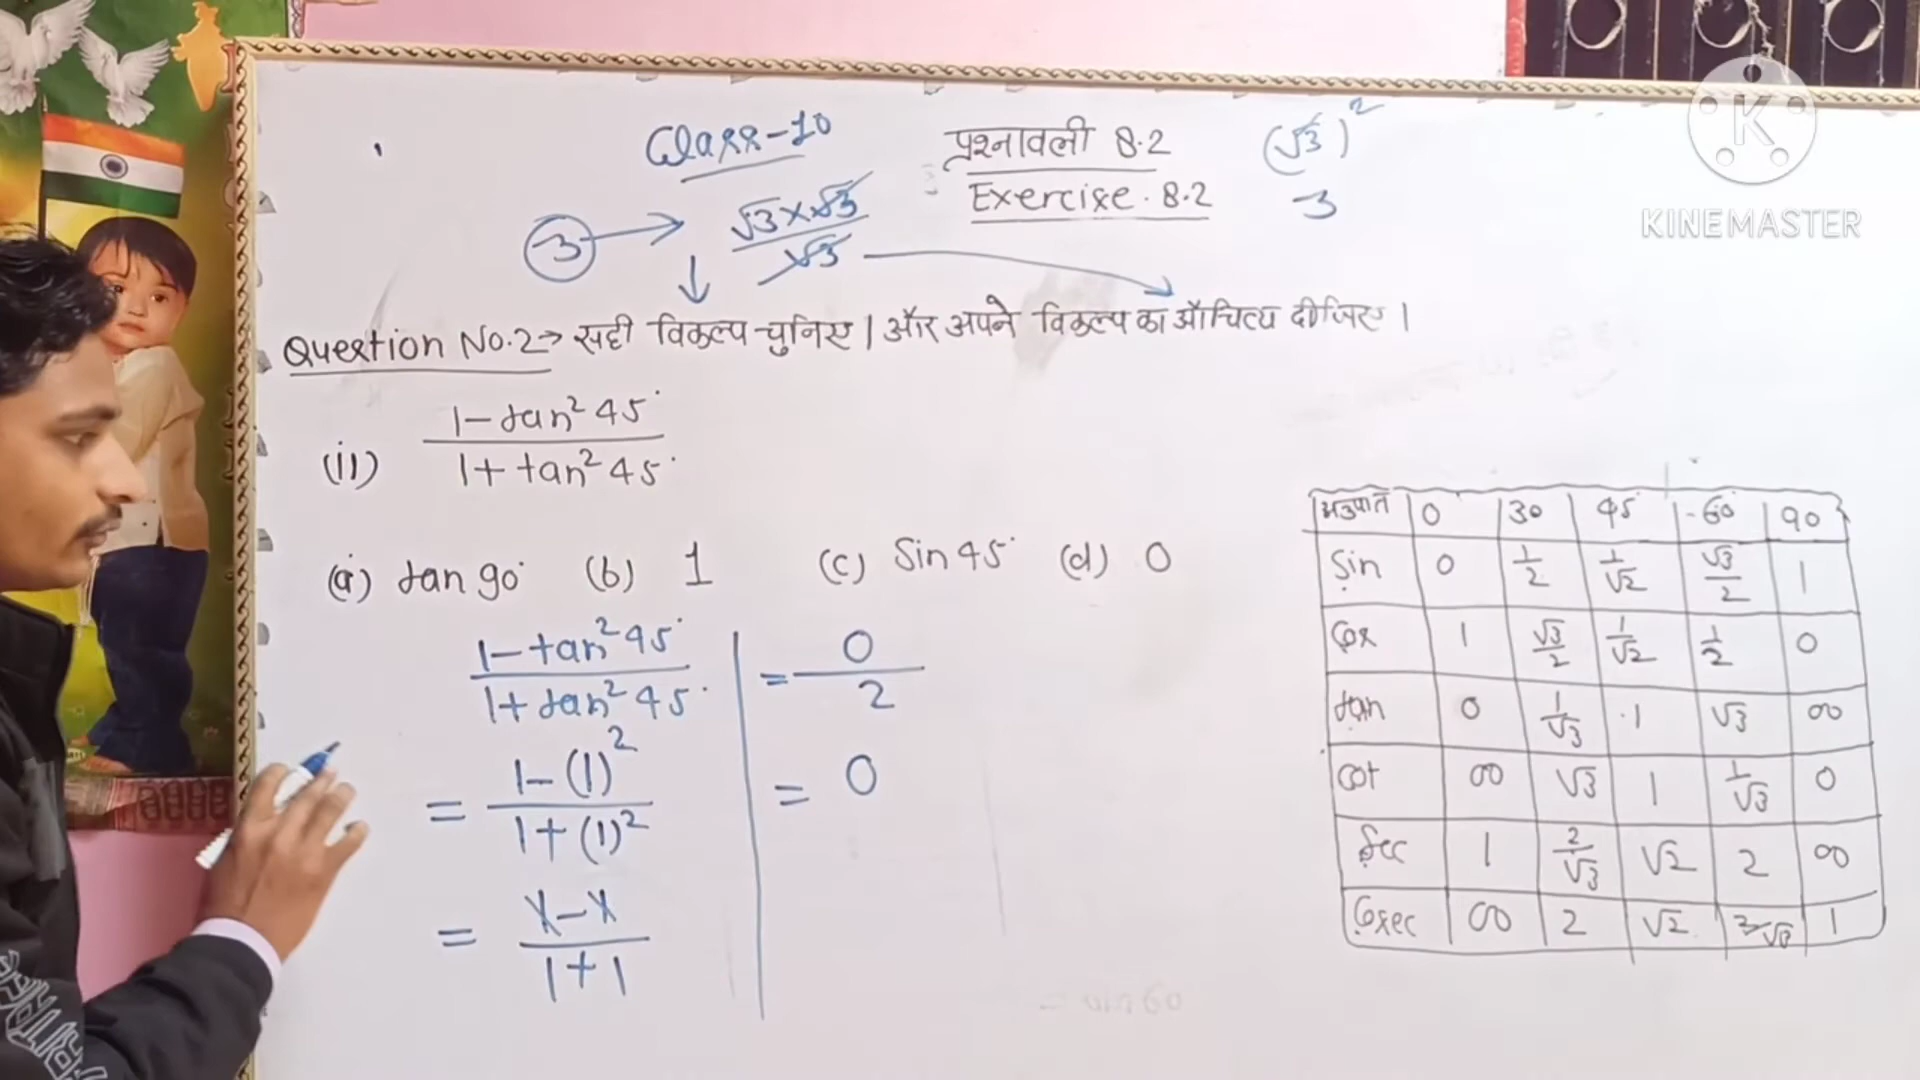 Class-10
प्रश्नावली 8.2
(√3)²
Exercise. 8.2
3
3 → √3×√3/√3
K
KINEMASTER
Question No.2→ सही विकल्प चुनिए। और अपने विकल्प का औचित्य दीजिए।
(ii) 1-tan²45°/1+tan²45°
(a) tan 90° (b) 1 (c) Sin 45° (d) 0
1-tan²45°/1+tan²45° = 0/2
= 1-(1)²/1+(1)² = 0
= 1-1/1+1
अनुपात 0 30 45 60 90
Sin 0 1/2 1/√2 √3/2 1
Cos 1 √3/2 1/√2 1/2 0
tan 0 1/√3 1 √3 ∞
Cot ∞ √3 1 1/√3 0
Sec 1 2/√3 √2 2 ∞
Cosec ∞ 2 √2 2/√3 1